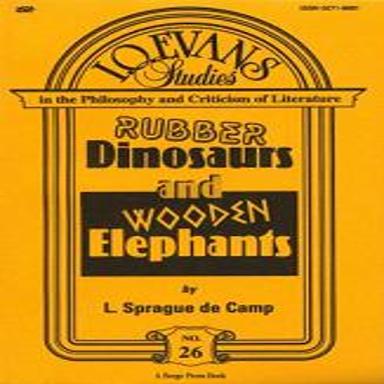 I.O. EVANS
Studies
in the Philosophy and Criticism of Literature
RUBBER
Dinosaurs
and
WOODEN
Elephants
by
L. Sprague de Camp
NO.
26
A Borgo Press Book